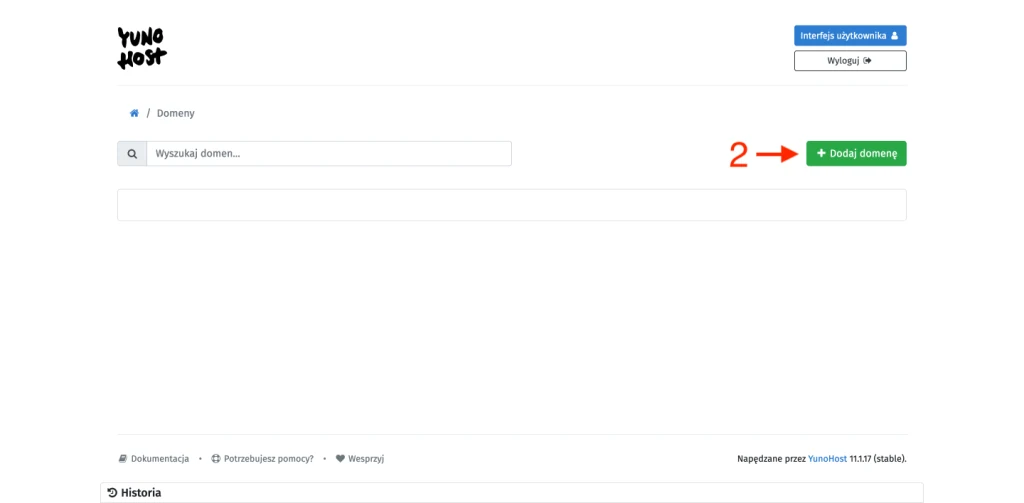 YUNO
HOST
Interfejs użytkownika
Wyloguj
/ Domeny
Wyszukaj domen...
2
+ Dodaj domenę
Dokumentacja • Potrzebujesz pomocy? • Wesprzyj
Napędzane przez YunoHost 11.1.17 (stable).
Historia